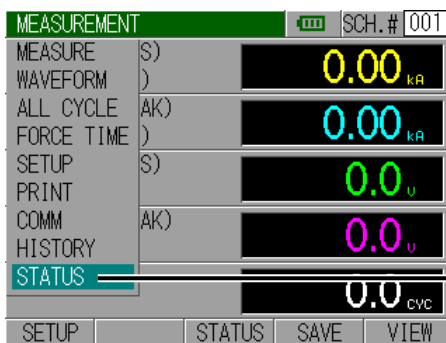 MEASUREMENT SCH.# 001
MEASURE S)
WAVEFORM )
0.00 kA
ALL CYCLE AK)
FORCE TIME )
0.00 kA
SETUP S)
PRINT
0.0 V
COMM AK)
HISTORY
0.0 V
STATUS
0.0 CYC
SETUP STATUS SAVE VIEW